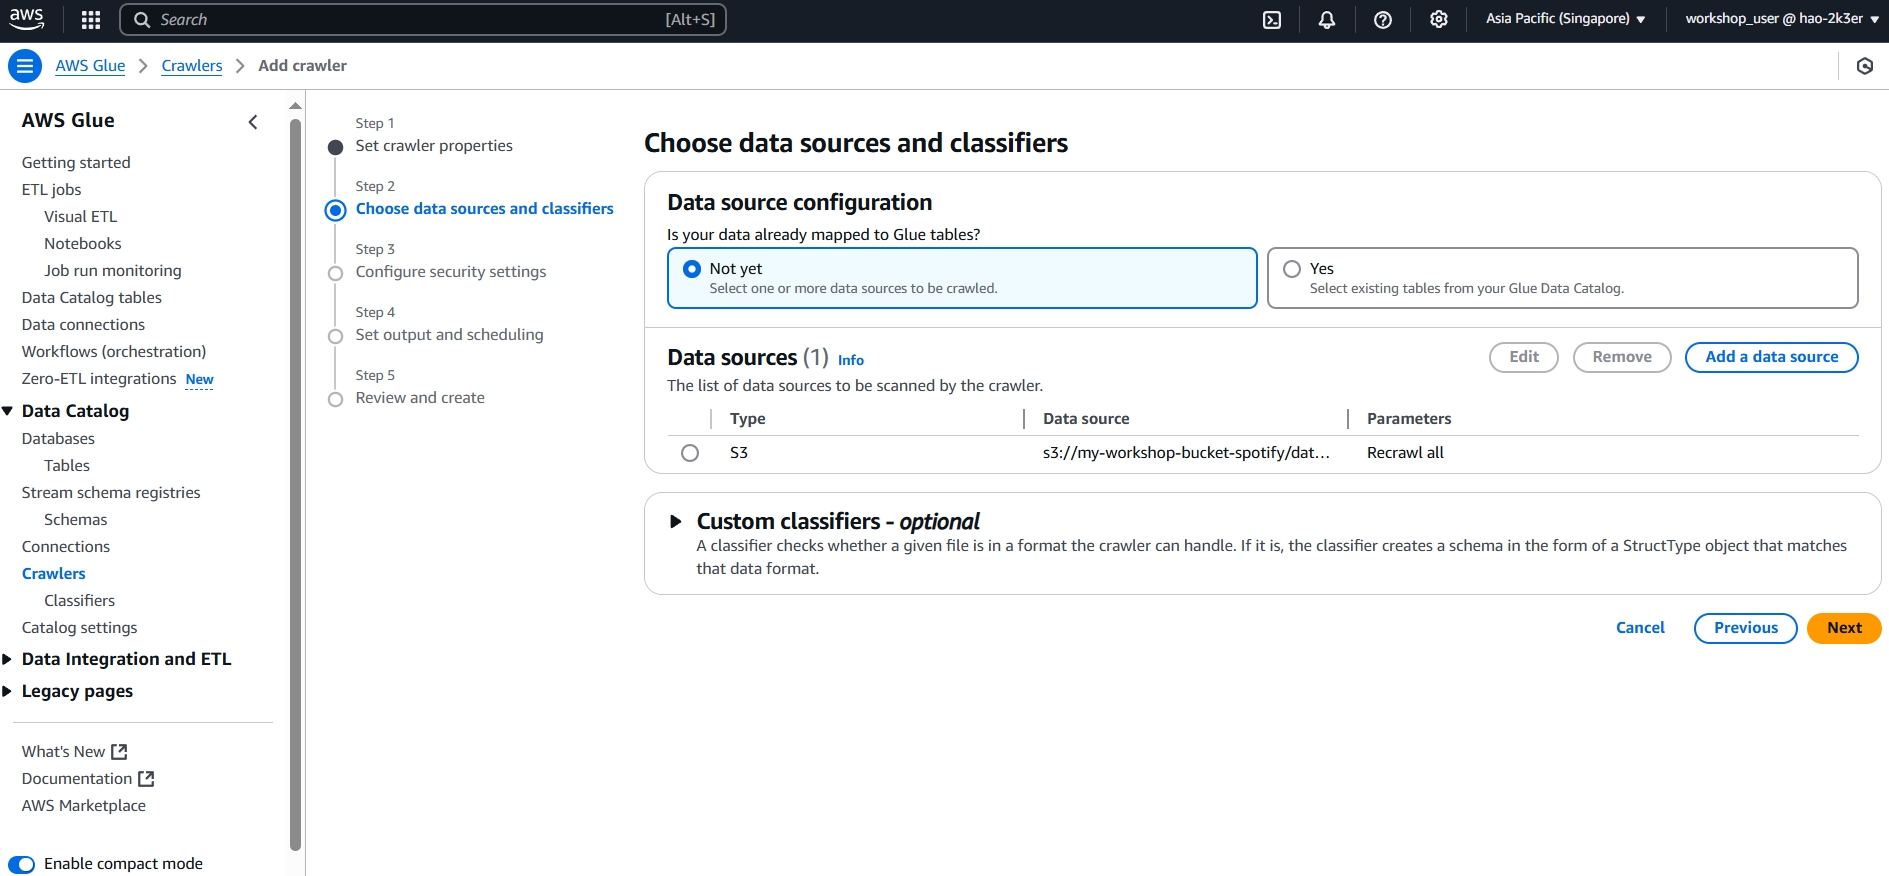 aws
Search
[Alt+S]
Asia Pacific (Singapore)
workshop_user @ hao-2k3er
AWS Glue
Crawlers
Add crawler
AWS Glue
Getting started
ETL jobs
Visual ETL
Notebooks
Job run monitoring
Data Catalog tables
Data connections
Workflows (orchestration)
Zero-ETL integrations New
Data Catalog
Databases
Tables
Stream schema registries
Schemas
Connections
Crawlers
Classifiers
Catalog settings
Data Integration and ETL
Legacy pages
What's New
Documentation
AWS Marketplace
Enable compact mode
Step 1
Set crawler properties
Step 2
Choose data sources and classifiers
Step 3
Configure security settings
Step 4
Set output and scheduling
Step 5
Review and create
Choose data sources and classifiers
Data source configuration
Is your data already mapped to Glue tables?
Not yet
Select one or more data sources to be crawled.
Yes
Select existing tables from your Glue Data Catalog.
Data sources (1) Info
Edit
Remove
Add a data source
The list of data sources to be scanned by the crawler.
Type
Data source
Parameters
S3
s3://my-workshop-bucket-spotify/dat...
Recrawl all
Custom classifiers - optional
A classifier checks whether a given file is in a format the crawler can handle. If it is, the classifier creates a schema in the form of a StructType object that matches
that data format.
Cancel
Previous
Next